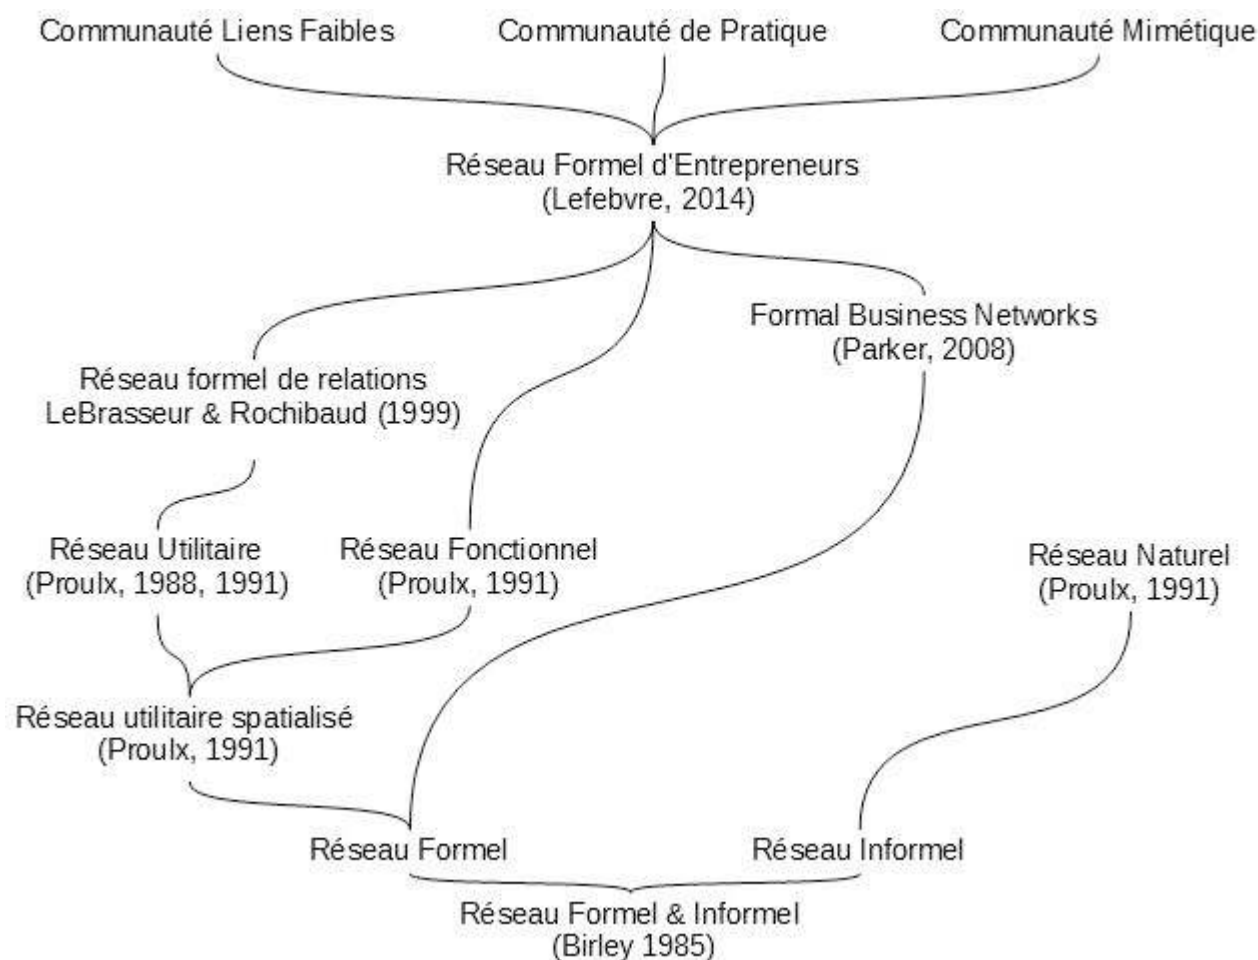 Communauté Liens Faibles
Communauté de Pratique
Communauté Mimétique
Réseau Formel d'Entrepreneurs
(Lefebvre, 2014)
Formal Business Networks
(Parker, 2008)
Réseau formel de relations
LeBrasseur & Rochibaud (1999)
Réseau Utilitaire
(Proulx, 1988, 1991)
Réseau Fonctionnel
(Proulx, 1991)
Réseau Naturel
(Proulx, 1991)
Réseau utilitaire spatialisé
(Proulx, 1991)
Réseau Formel
Réseau Informel
Réseau Formel & Informel
(Birley 1985)